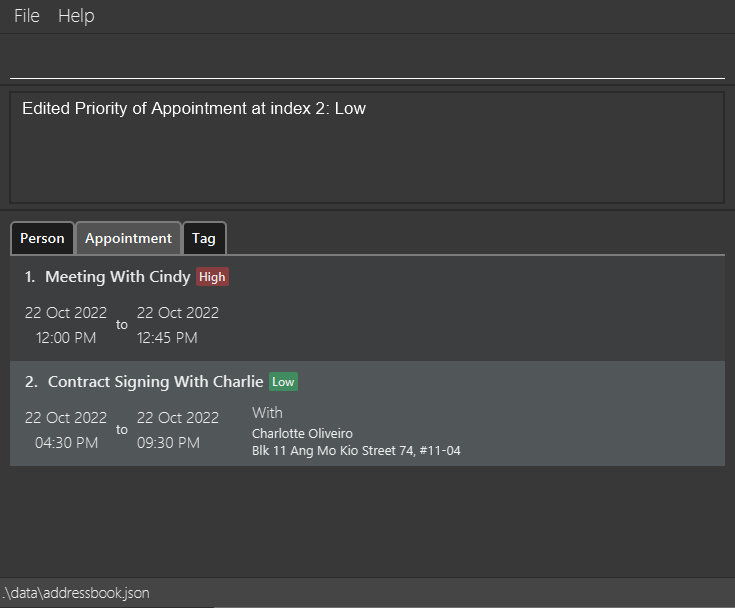 File Help
Edited Priority of Appointment at index 2: Low
Person Appointment Tag
1. Meeting With Cindy High
22 Oct 2022 to 22 Oct 2022
12:00 PM 12:45 PM
2. Contract Signing With Charlie Low
22 Oct 2022 to 22 Oct 2022 With
04:30 PM 09:30 PM Charlotte Oliveiro
Blk 11 Ang Mo Kio Street 74, #11-04
.\data\addressbook.json